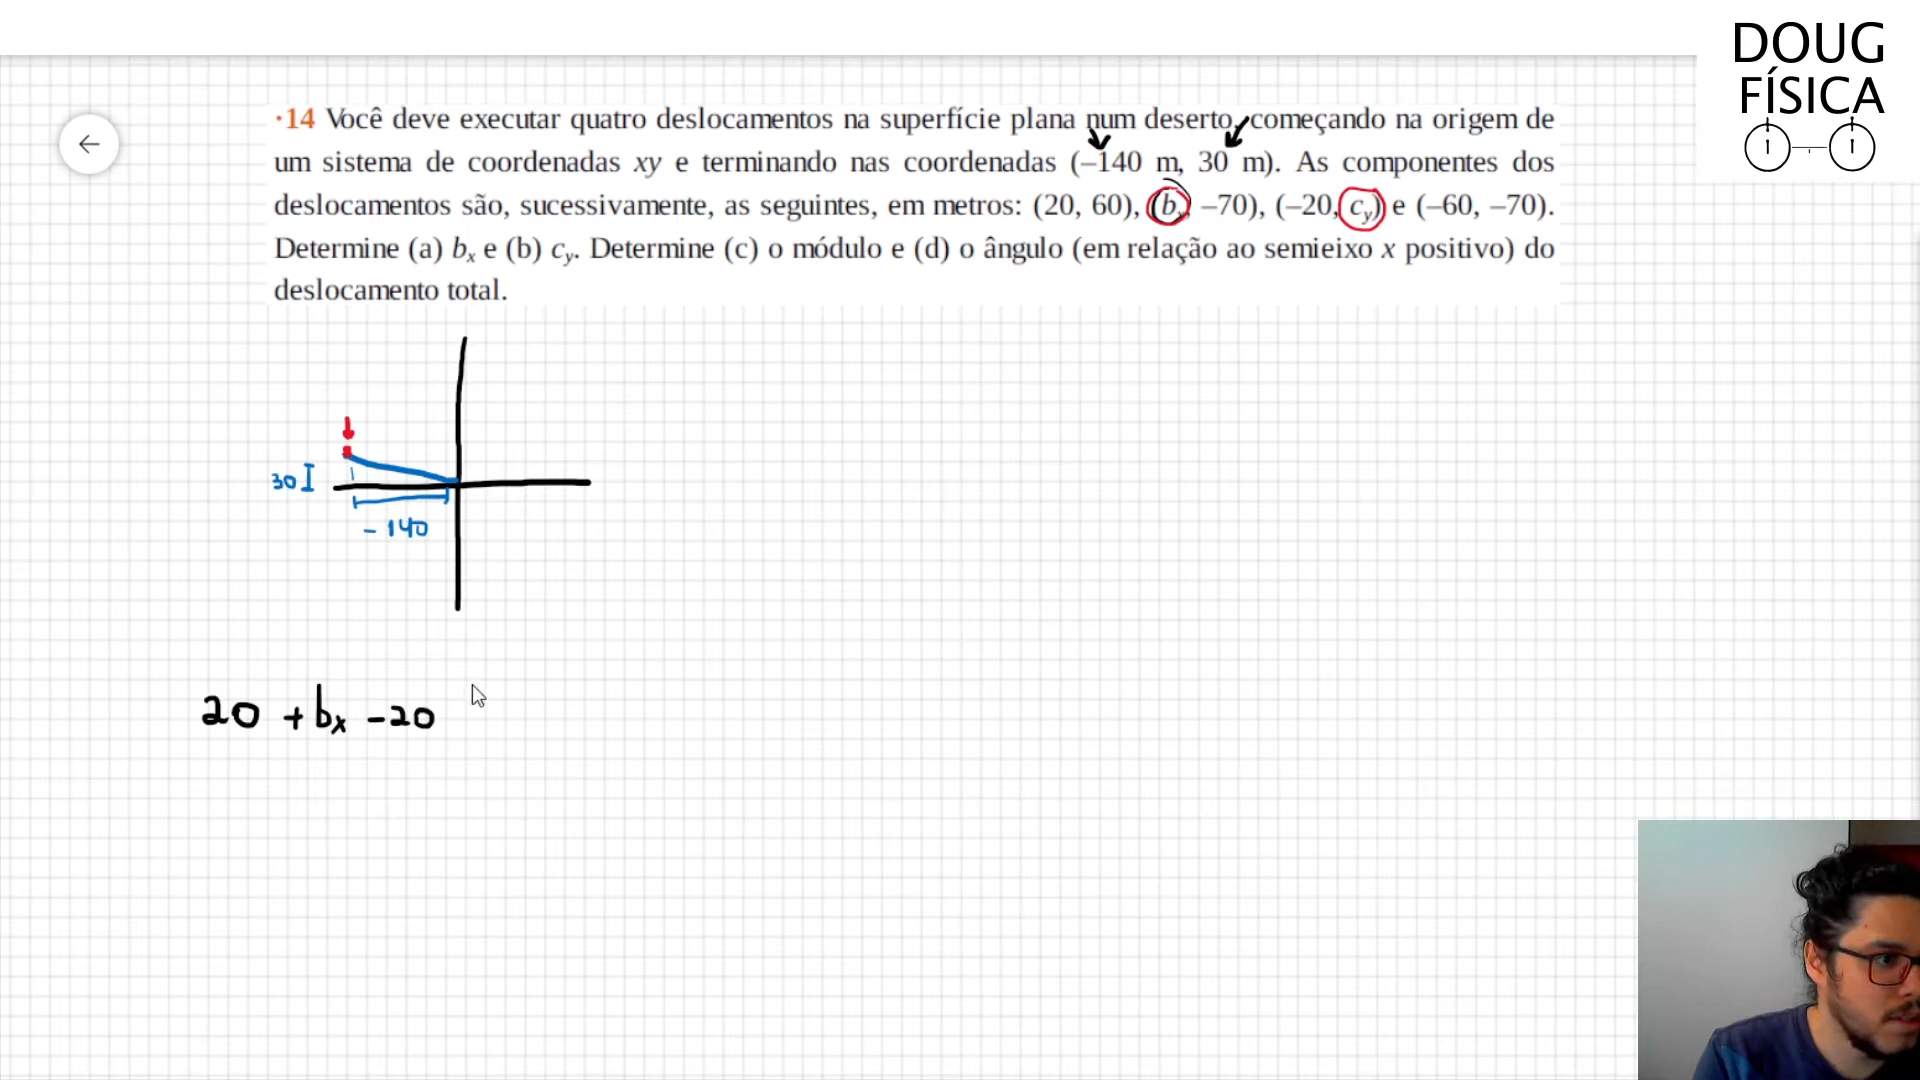 DOUG
FÍSICA
·14 Você deve executar quatro deslocamentos na superfície plana num deserto, começando na origem de
um sistema de coordenadas xy e terminando nas coordenadas (–140 m, 30 m). As componentes dos
deslocamentos são, sucessivamente, as seguintes, em metros: (20, 60), (bx, –70), (–20, cy) e (–60, –70).
Determine (a) bx e (b) cy. Determine (c) o módulo e (d) o ângulo (em relação ao semieixo x positivo) do
deslocamento total.
30
- 140
20 + bx - 20